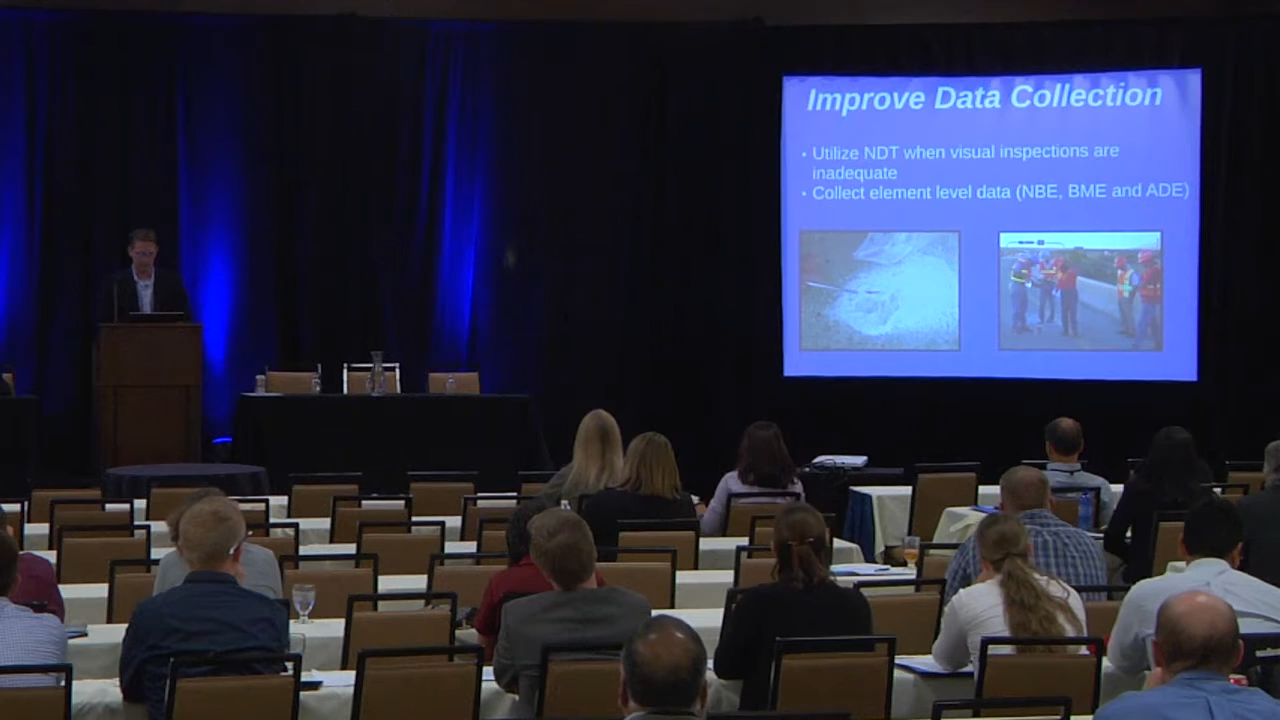 Improve Data Collection
• Utilize NDT when visual inspections are
inadequate
• Collect element level data (NBE, BME and ADE)